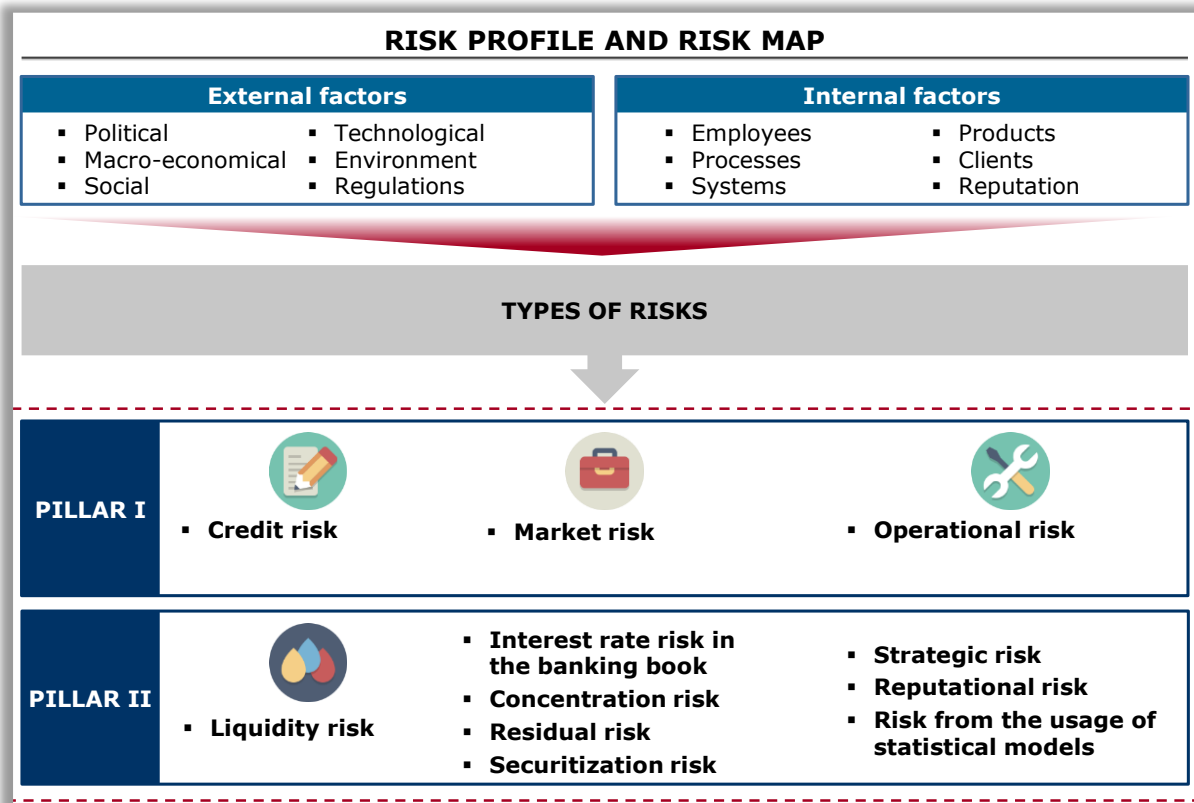 RISK PROFILE AND RISK MAP
External factors
▪ Political
▪ Macro-economical
▪ Social
▪ Technological
▪ Environment
▪ Regulations
Internal factors
▪ Employees
▪ Processes
▪ Systems
▪ Products
▪ Clients
▪ Reputation
TYPES OF RISKS
PILLAR I
▪ Credit risk
▪ Market risk
▪ Operational risk
PILLAR II
▪ Liquidity risk
▪ Interest rate risk in
the banking book
▪ Concentration risk
▪ Residual risk
▪ Securitization risk
▪ Strategic risk
▪ Reputational risk
▪ Risk from the usage of
statistical models